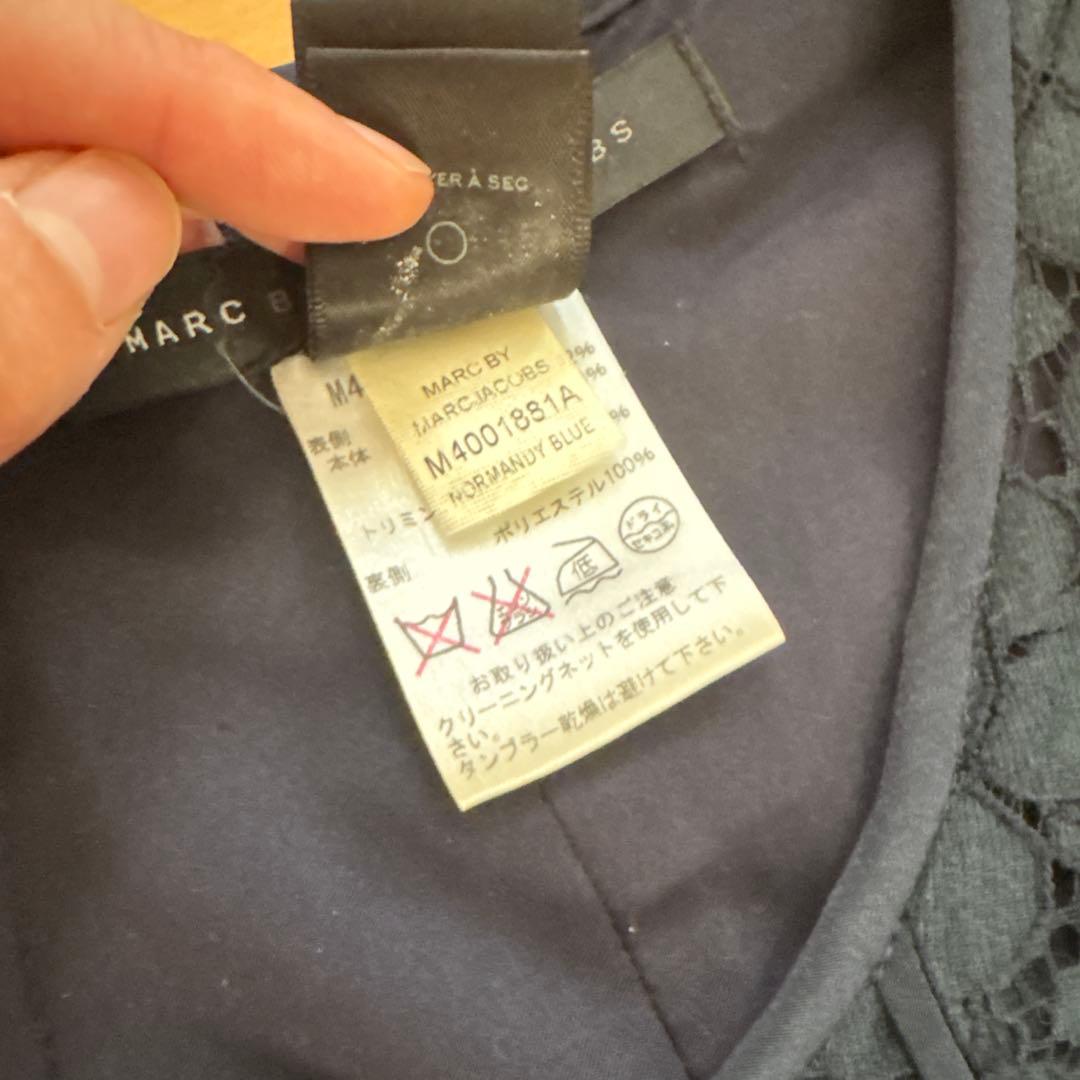 À SEC
MARC
BS
M4
MARC BY
MARC JACOBS
M4001881A
NORMANDY BLUE
%
%
%
表側
本体
トリミン
ポリエステル100%
裏側
ドライ
セキユ系
低
お取り扱い上のご注意
クリーニングネットを使用して下
さい。
タンブラー乾燥は避けて下さい。